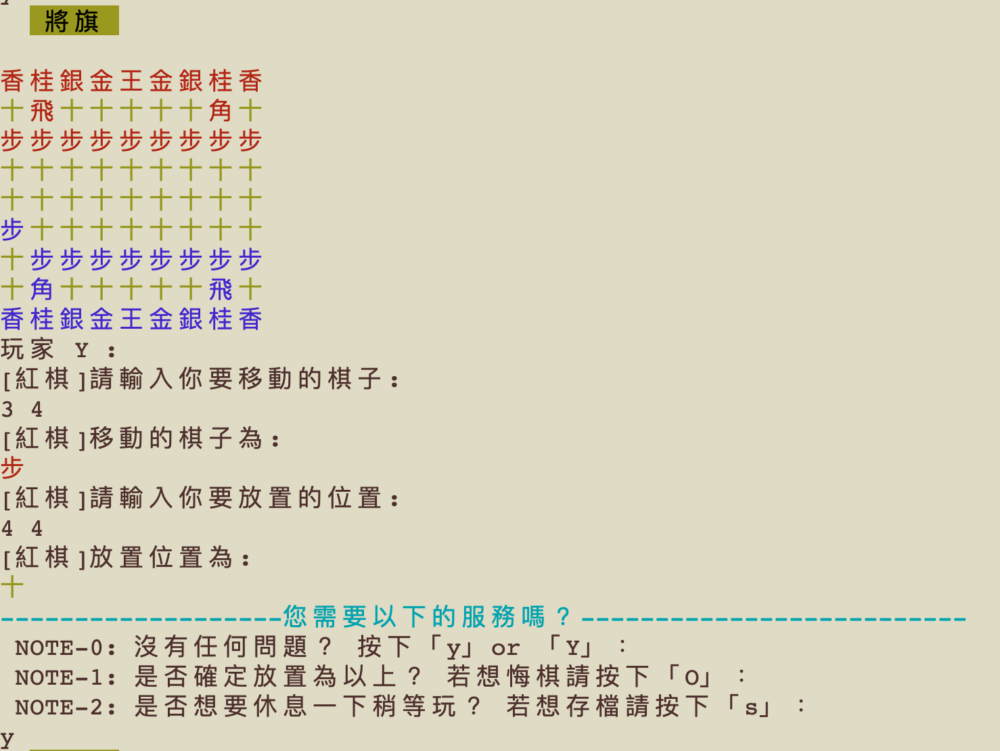 將旗
香桂銀金王金銀桂香
十飛十十十十十角十
步步步步步步步步步
十十十十十十十十十
十十十十十十十十十
步十十十十十十十十
十步步步步步步步步
十角十十十十十飛十
香桂銀金王金銀桂香
玩家 Y :
[紅棋]請輸入你要移動的棋子:
3 4
[紅棋]移動的棋子為:
步
[紅棋]請輸入你要放置的位置:
4 4
[紅棋]放置位置為:
十
-------------------您需要以下的服務嗎？--------------------------
NOTE-0: 沒有任何問題？ 按下「y」or 「Y」：
NOTE-1: 是否確定放置為以上？ 若想悔棋請按下「O」：
NOTE-2: 是否想要休息一下稍等玩？ 若想存檔請按下「s」：
y